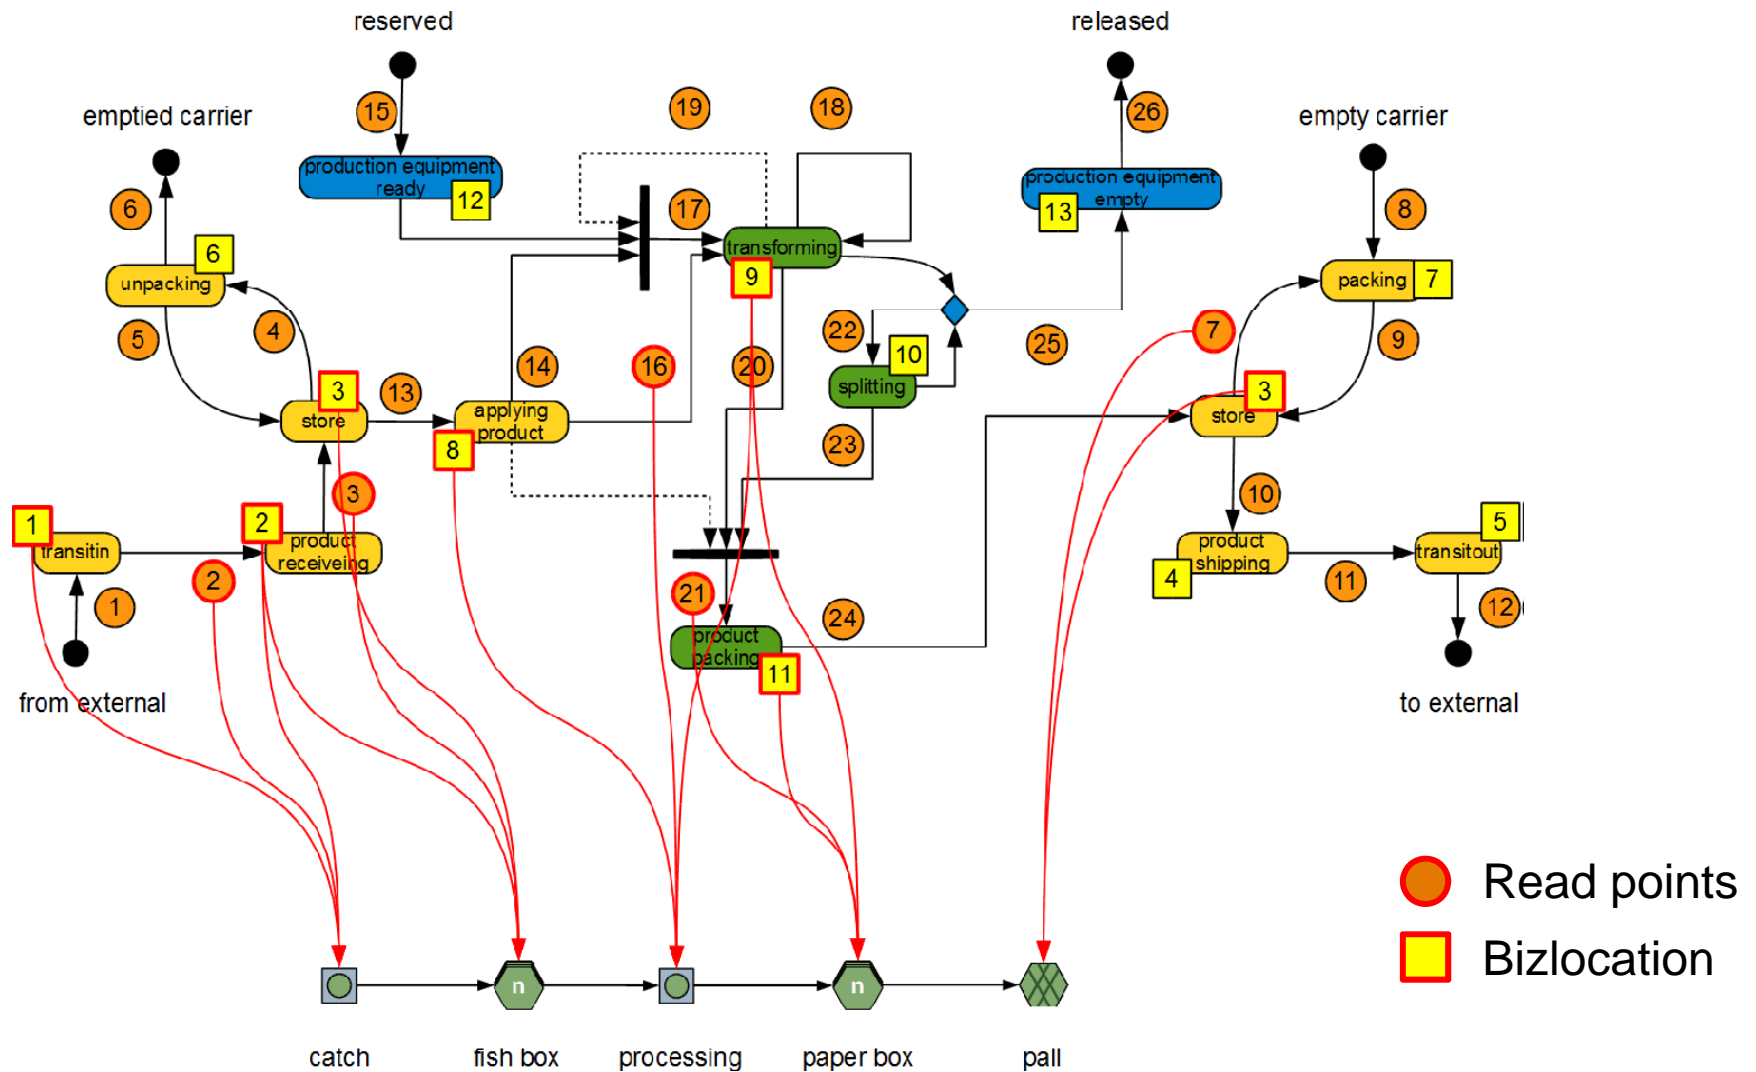 reserved
released
19
18
15
26
emptied carrier
empty carrier
production equipment
ready
12
production equipment
empty
13
6
17
8
6
transforming
unpacking
9
packing
7
5
4
22
7
25
9
14
16
20
10
splitting
3
13
applying
product
8
store
3
store
23
3
10
1
transitin
2
product
receiveing
5
product
shipping
transitout
4
11
2
1
21
24
12
product
packing
11
from external
to external
Read points
Bizlocation
n
n
catch
fish box
processing
paper box
pall